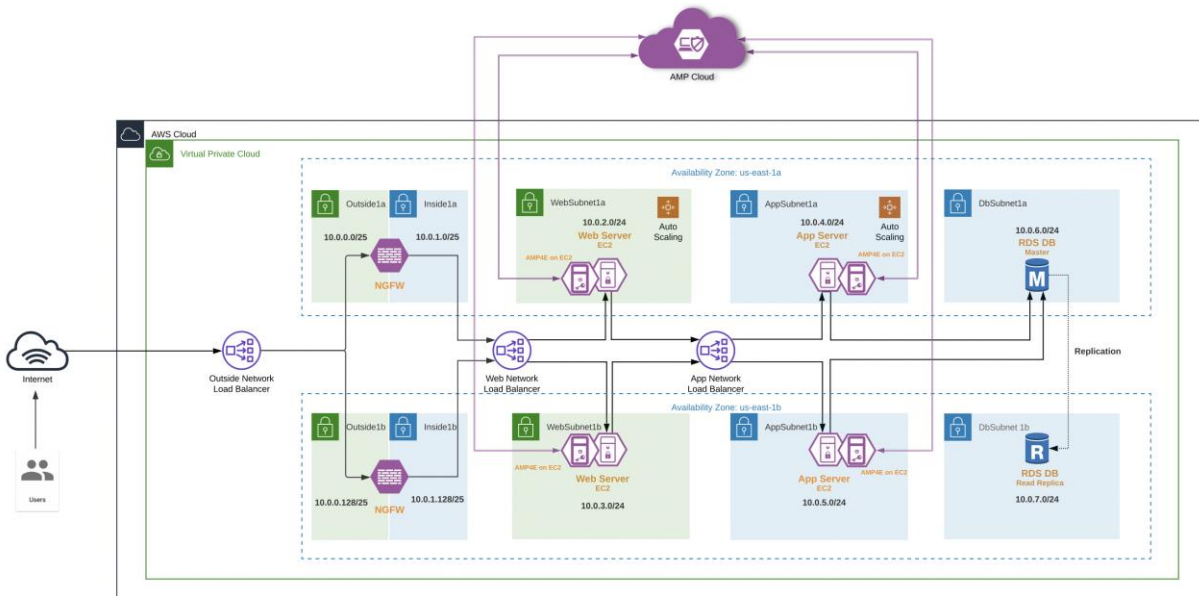 AMP Cloud
AWS Cloud
Virtual Private Cloud
Availability Zone: us-east-1a
Outside1a
Inside1a
10.0.0.0/25
10.0.1.0/25
NGFW
WebSubnet1a
10.0.2.0/24
Web Server
EC2
AMP4E on EC2
Auto
Scaling
AppSubnet1a
10.0.4.0/24
App Server
EC2
AMP4E on EC2
Auto
Scaling
DbSubnet1a
10.0.6.0/24
RDS DB
Master
M
Internet
Outside Network
Load Balancer
Web Network
Load Balancer
App Network
Load Balancer
Replication
Users
Availability Zone: us-east-1b
Outside1b
Inside1b
10.0.0.128/25
10.0.1.128/25
NGFW
WebSubnet1b
AMP4E on EC2
Web Server
EC2
10.0.3.0/24
AppSubnet1b
AMP4E on EC2
App Server
EC2
10.0.5.0/24
DbSubnet 1b
R
RDS DB
Read Replica
10.0.7.0/24